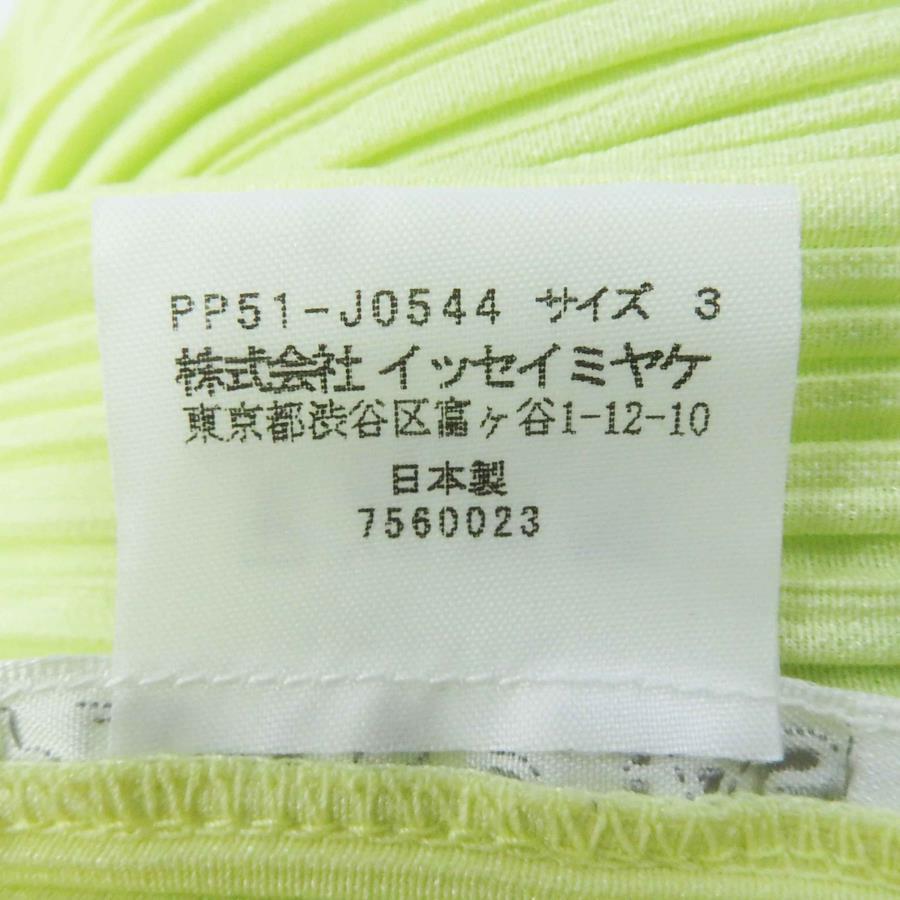 PP51-J0544 サイズ 3
株式会社 イッセイミヤケ
東京都渋谷区富ヶ谷1-12-10
日本製
7560023